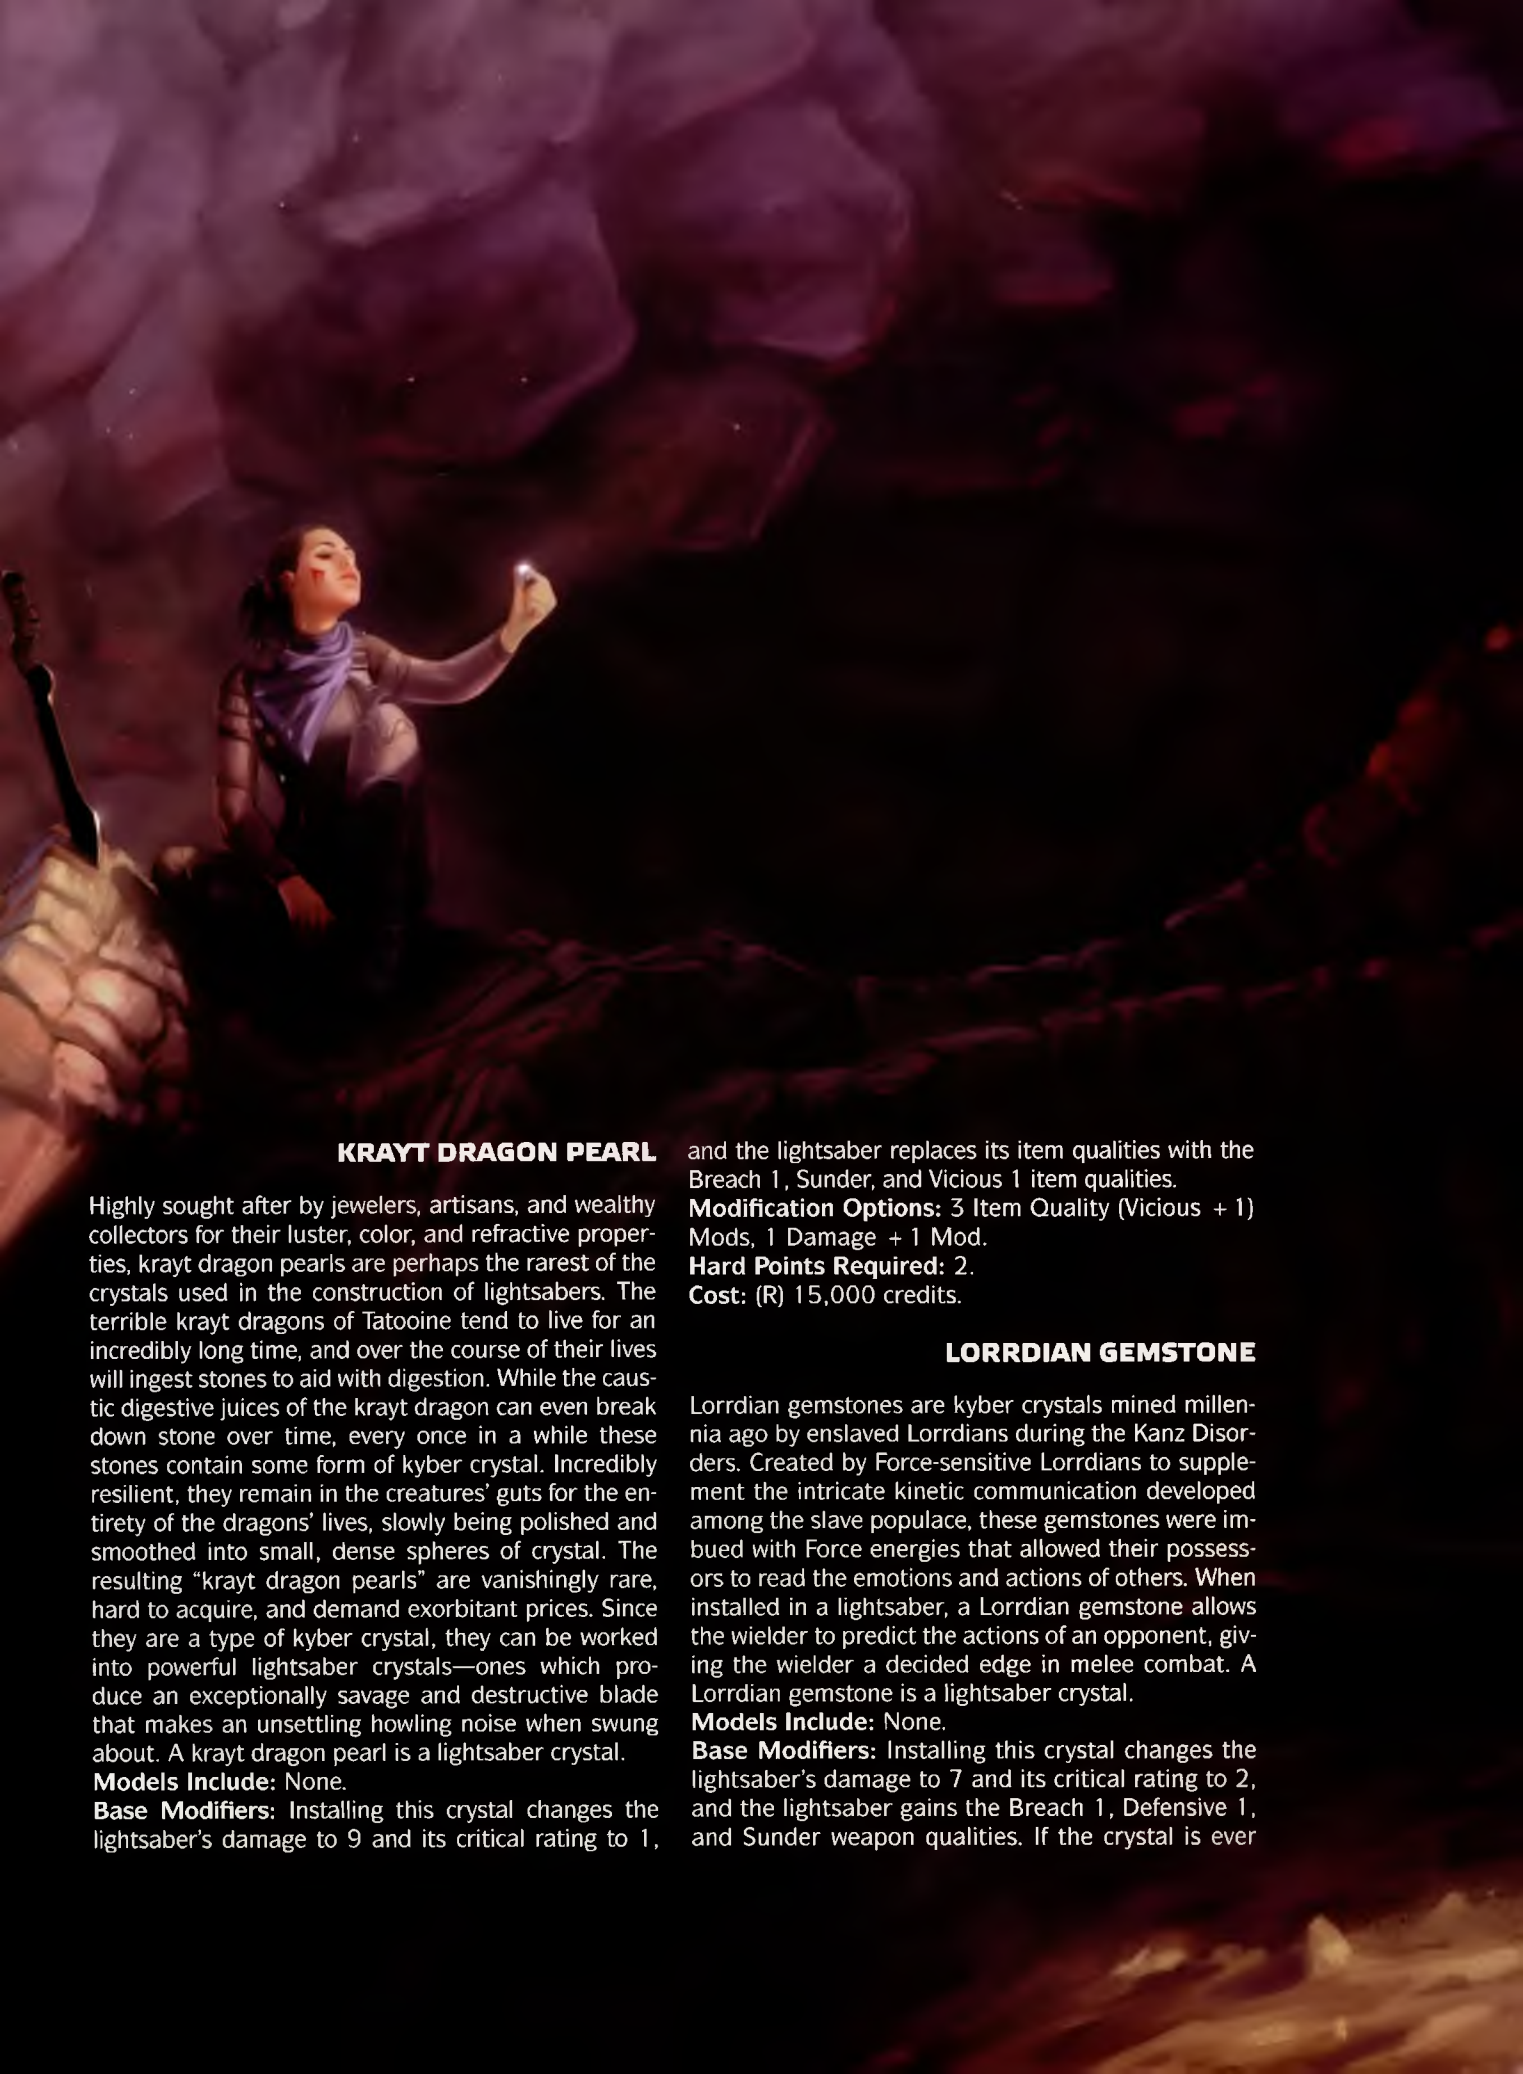 KRAYT DRAGON PEARL
Highly sought after by jewelers, artisans, and wealthy
collectors for their luster, color, and refractive proper-
ties, krayt dragon pearls are perhaps the rarest of the
crystals used in the construction of lightsabers. The
terrible krayt dragons of Tatooine tend to live for an
incredibly long time, and over the course of their lives
will ingest stones to aid with digestion. While the caus-
tic digestive juices of the krayt dragon can even break
down stone over time, every once in a while these
stones contain some form of kyber crystal. Incredibly
resilient, they remain in the creatures' guts for the en-
tirety of the dragons' lives, slowly being polished and
smoothed into small, dense spheres of crystal. The
resulting “krayt dragon pearls” are vanishingly rare,
hard to acquire, and demand exorbitant prices. Since
they are a type of kyber crystal, they can be worked
into powerful lightsaber crystals—ones which pro-
duce an exceptionally savage and destructive blade
that makes an unsettling howling noise when swung
about. A krayt dragon pearl is a lightsaber crystal.
Models Include: None.
Base Modifiers: Installing this crystal changes the
lightsaber's damage to 9 and its critical rating to 1,
and the lightsaber replaces its item qualities with the
Breach 1, Sunder, and Vicious 1 item qualities.
Modification Options: 3 Item Quality (Vicious + 1)
Mods, 1 Damage + 1 Mod.
Hard Points Required: 2.
Cost: (R) 15,000 credits.
LORRDIAN GEMSTONE
Lorrdian gemstones are kyber crystals mined millen-
nia ago by enslaved Lorrdians during the Kanz Disor-
ders. Created by Force-sensitive Lorrdians to supple-
ment the intricate kinetic communication developed
among the slave populace, these gemstones were im-
bued with Force energies that allowed their possess-
ors to read the emotions and actions of others. When
installed in a lightsaber, a Lorrdian gemstone allows
the wielder to predict the actions of an opponent, giv-
ing the wielder a decided edge in melee combat. A
Lorrdian gemstone is a lightsaber crystal.
Models Include: None.
Base Modifiers: Installing this crystal changes the
lightsaber's damage to 7 and its critical rating to 2,
and the lightsaber gains the Breach 1, Defensive 1,
and Sunder weapon qualities. If the crystal is ever